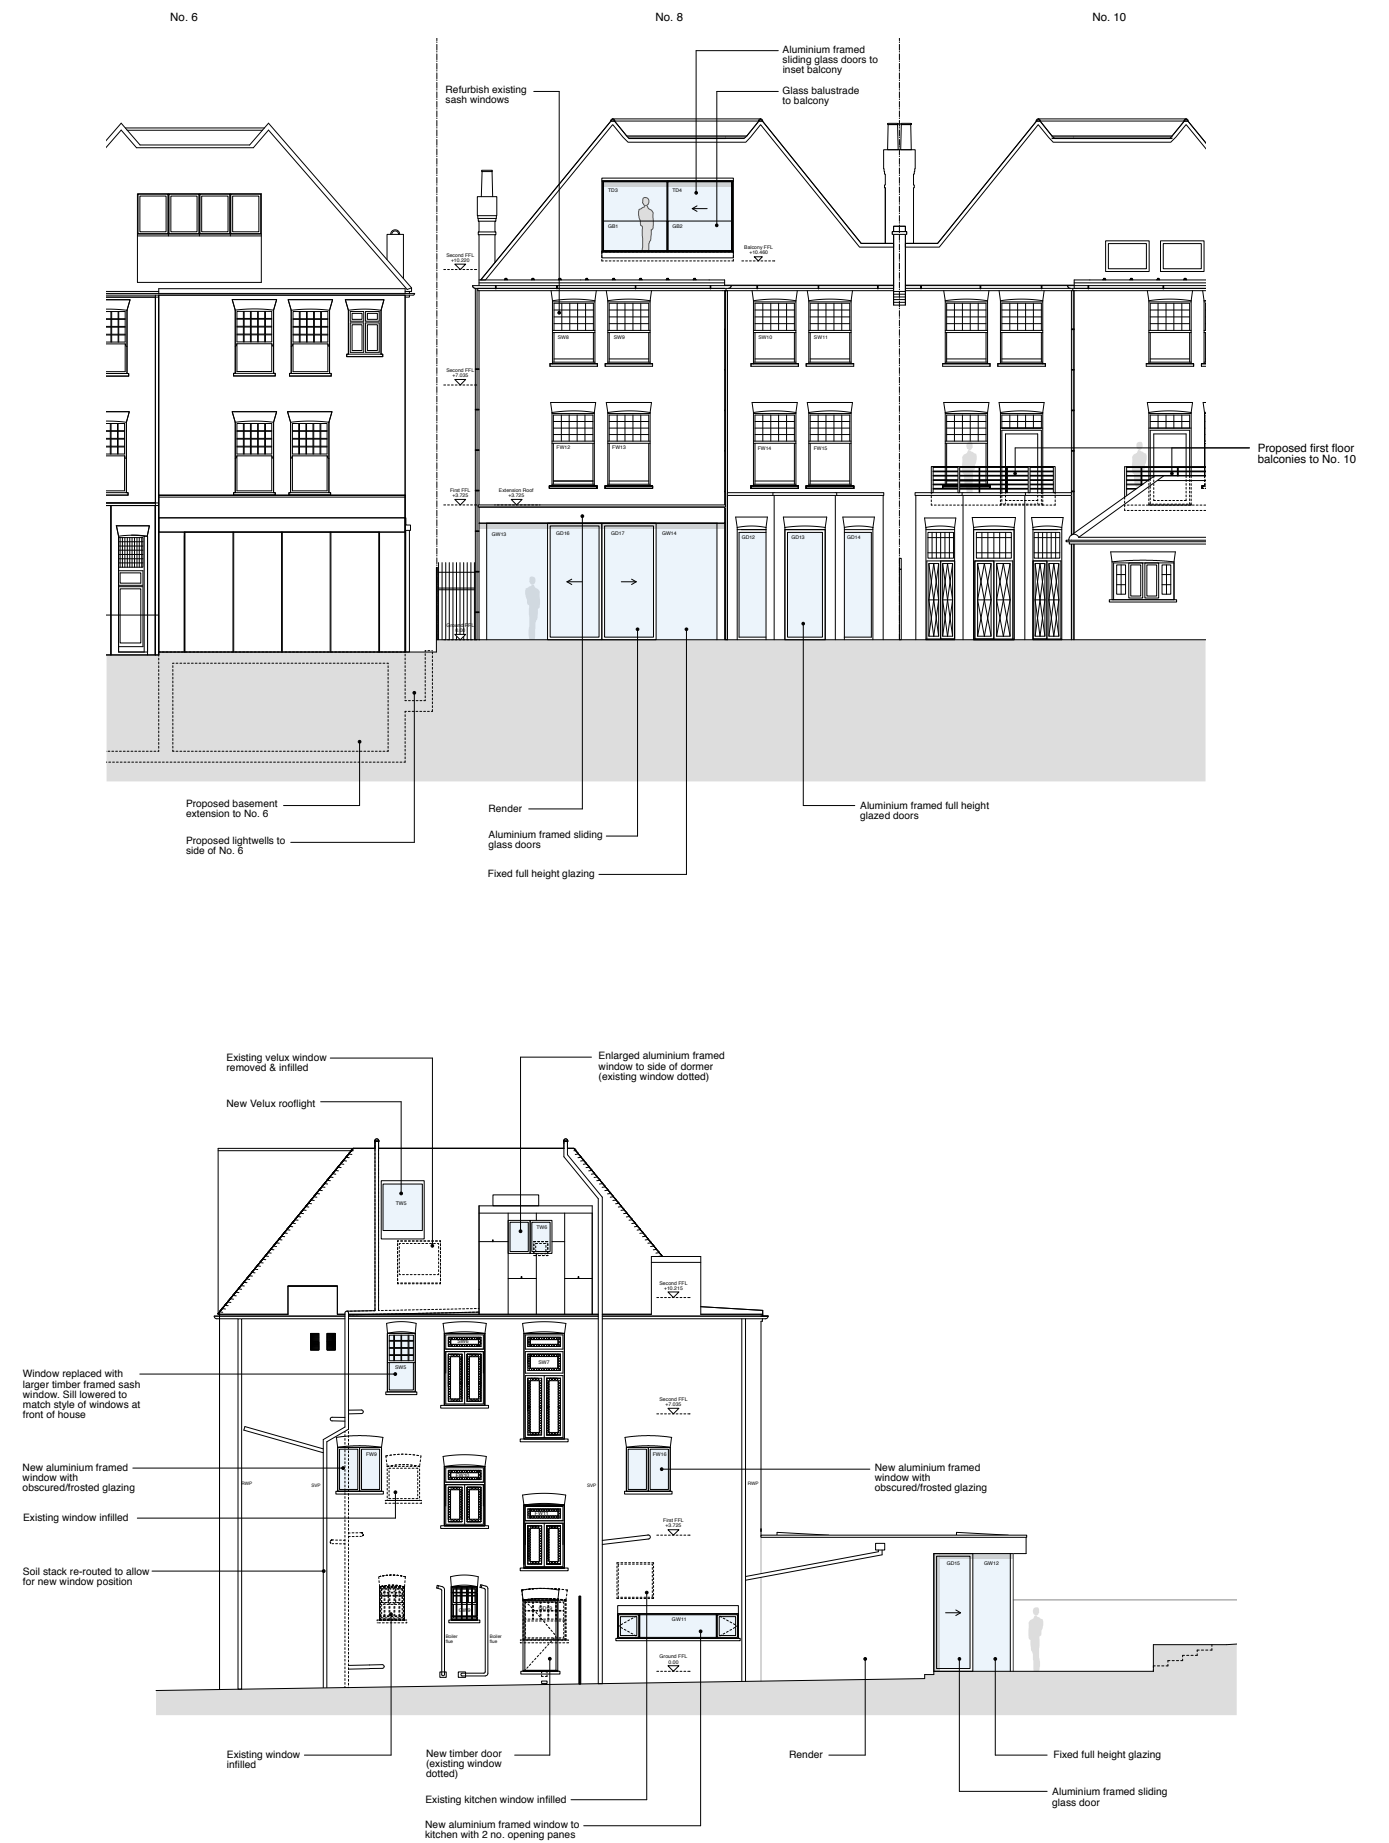 No. 6
No. 8
No. 10
Aluminium framed
sliding glass doors to
inset balcony
Refurbish existing
sash windows
Glass balustrade
to balcony
TD3
TD4
GB1
GB2
Second FFL
+10.220
Balcony FFL
+10.460
SW8
SW9
SW10
SW11
Second FFL
+7.035
FW12
FW13
FW14
FW15
Proposed first floor
balconies to No. 10
First FFL
+3.725
Extension Roof
+3.725
GW13
GD16
GD17
GW14
GD12
GD13
GD14
Ground FFL
0.00
Proposed basement
extension to No. 6
Proposed lightwells to
side of No. 6
Render
Aluminium framed sliding
glass doors
Fixed full height glazing
Aluminium framed full height
glazed doors
Existing velux window
removed & infilled
Enlarged aluminium framed
window to side of dormer
(existing window dotted)
New Velux rooflight
TW5
TW6
Second FFL
+10.215
SW5
SW7
Window replaced with
larger timber framed sash
window. Sill lowered to
match style of windows at
front of house
Second FFL
+7.035
FW9
FW16
New aluminium framed
window with
obscured/frosted glazing
New aluminium framed
window with
obscured/frosted glazing
RWP
SVP
SVP
RWP
Existing window infilled
First FFL
+3.725
Soil stack re-routed to allow
for new window position
GD15
GW12
GW11
Boiler
flue
Boiler
flue
Ground FFL
0.00
Existing window
infilled
New timber door
(existing window
dotted)
Render
Fixed full height glazing
Existing kitchen window infilled
Aluminium framed sliding
glass door
New aluminium framed window to
kitchen with 2 no. opening panes